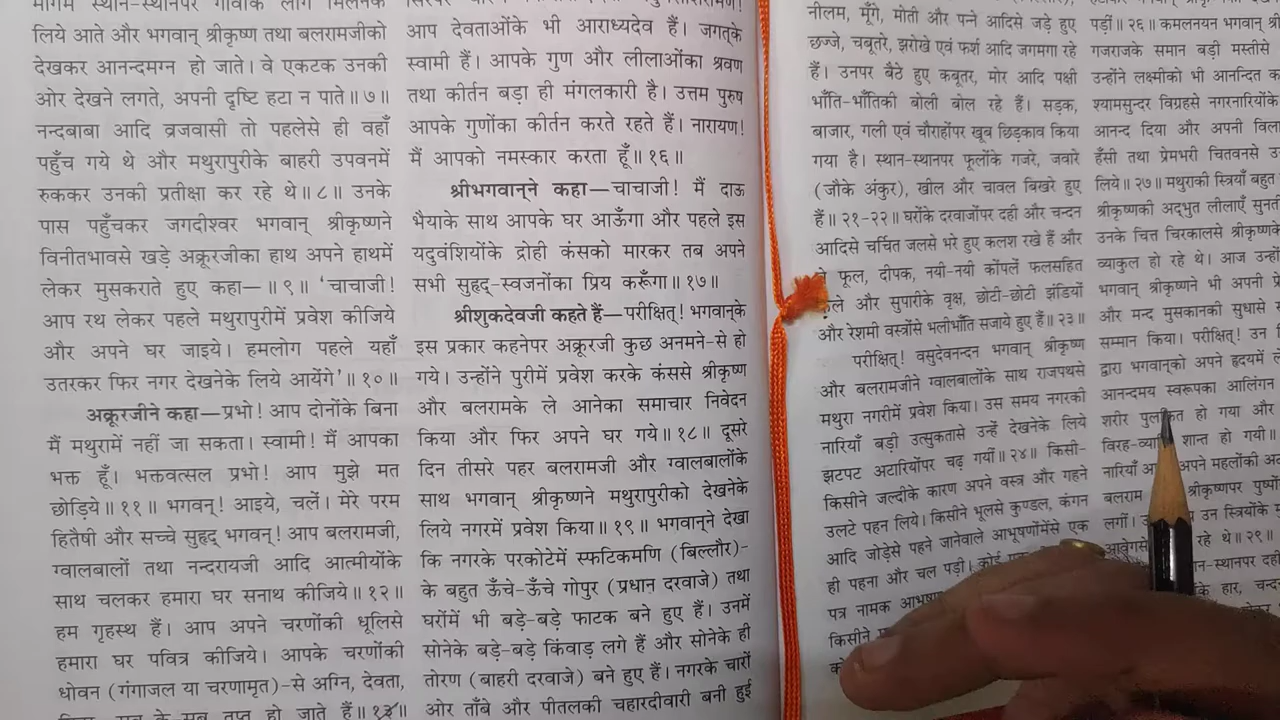 लिये आते और भगवान् श्रीकृष्ण तथा बलरामजीको
देखकर आनन्दमग्न हो जाते। वे एकटक उनकी
ओर देखने लगते, अपनी दृष्टि हटा न पाते॥ ७॥
नन्दबाबा आदि व्रजवासी तो पहलेसे ही वहाँ
पहुँच गये थे और मथुरापुरीके बाहरी उपवनमें
रुककर उनकी प्रतीक्षा कर रहे थे॥ ८॥ उनके
पास पहुँचकर जगदीश्वर भगवान् श्रीकृष्णने
विनीतभावसे खड़े अक्रूरजीका हाथ अपने हाथमें
लेकर मुसकराते हुए कहा—॥ ९॥ 'चाचाजी!
आप रथ लेकर पहले मथुरापुरीमें प्रवेश कीजिये
और अपने घर जाइये। हमलोग पहले यहाँ
उतरकर फिर नगर देखनेके लिये आयेंगे'॥ १०॥
अक्रूरजीने कहा—प्रभो! आप दोनोंके बिना
मैं मथुरामें नहीं जा सकता। स्वामी! मैं आपका
भक्त हूँ। भक्तवत्सल प्रभो! आप मुझे मत
छोड़िये॥ ११॥ भगवन्! आइये, चलें। मेरे परम
हितैषी और सच्चे सुहृद् भगवन्! आप बलरामजी,
ग्वालबालों तथा नन्दरायजी आदि आत्मीयोंके
साथ चलकर हमारा घर सनाथ कीजिये॥ १२॥
हम गृहस्थ हैं। आप अपने चरणोंकी धूलिसे
हमारा घर पवित्र कीजिये। आपके चरणोंकी
धोवन (गंगाजल या चरणामृत)-से अग्नि, देवता,
तृप्त हो जाते हैं॥ १३॥
आप देवताओंके भी आराध्यदेव हैं। जगत्के
स्वामी हैं। आपके गुण और लीलाओंका श्रवण
तथा कीर्तन बड़ा ही मंगलकारी है। उत्तम पुरुष
आपके गुणोंका कीर्तन करते रहते हैं। नारायण!
मैं आपको नमस्कार करता हूँ॥ १६॥
श्रीभगवान्ने कहा—चाचाजी! मैं दाऊ
भैयाके साथ आपके घर आऊँगा और पहले इस
यदुवंशियोंके द्रोही कंसको मारकर तब अपने
सभी सुहृद्-स्वजनोंका प्रिय करूँगा॥ १७॥
श्रीशुकदेवजी कहते हैं—परीक्षित्! भगवान्के
इस प्रकार कहनेपर अक्रूरजी कुछ अनमने-से हो
गये। उन्होंने पुरीमें प्रवेश करके कंससे श्रीकृष्ण
और बलरामके ले आनेका समाचार निवेदन
किया और फिर अपने घर गये॥ १८॥ दूसरे
दिन तीसरे पहर बलरामजी और ग्वालबालोंके
साथ भगवान् श्रीकृष्णने मथुरापुरीको देखनेके
लिये नगरमें प्रवेश किया॥ १९॥ भगवान्ने देखा
कि नगरके परकोटेमें स्फटिकमणि (बिल्लौर)-
के बहुत ऊँचे-ऊँचे गोपुर (प्रधान दरवाजे) तथा
घरोंमें भी बड़े-बड़े फाटक बने हुए हैं। उनमें
सोनेके बड़े-बड़े किंवाड़ लगे हैं और सोनेके ही
तोरण (बाहरी दरवाजे) बने हुए हैं। नगरके चारों
ओर ताँबे और पीतलकी चहारदीवारी बनी हुई
नीलम, मूँगे, मोती और पन्ने आदिसे जड़े हुए
छज्जे, चबूतरे, झरोखे एवं फर्श आदि जगमगा रहे
हैं। उनपर बैठे हुए कबूतर, मोर आदि पक्षी
भाँति-भाँतिकी बोली बोल रहे हैं। सड़क,
बाजार, गली एवं चौराहोंपर खूब छिड़काव किया
गया है। स्थान-स्थानपर फूलोंके गजरे, जवारे
(जौके अंकुर), खील और चावल बिखरे हुए
हैं॥ २१-२२॥ घरोंके दरवाजोंपर दही और चन्दन
आदिसे चर्चित जलसे भरे हुए कलश रखे हैं और
फूल, दीपक, नयी-नयी कोंपलें फलसहित
और सुपारीके वृक्ष, छोटी-छोटी झंडियों
और रेशमी वस्त्रोंसे भलीभाँति सजाये हुए हैं॥ २३॥
परीक्षित्! वसुदेवनन्दन भगवान् श्रीकृष्ण
और बलरामजीने ग्वालबालोंके साथ राजपथसे
मथुरा नगरीमें प्रवेश किया। उस समय नगरकी
नारियाँ बड़ी उत्सुकतासे उन्हें देखनेके लिये
झटपट अटारियोंपर चढ़ गयीं॥ २४॥ किसी-
किसीने जल्दीके कारण अपने वस्त्र और गहने
उलटे पहन लिये। किसीने भूलसे कुण्डल, कंगन
आदि जोड़ेसे पहने जानेवाले आभूषणोंमेंसे एक
ही पहना और चल पड़ी। कोई
पत्र नामक
किसीने
पड़ीं॥ २६॥ कमलनयन भगवान्
गजराजके समान बड़ी मस्तीसे
उन्होंने लक्ष्मीको भी आनन्दित
श्यामसुन्दर विग्रहसे नगरनारियोंके
आनन्द दिया और अपनी
हँसी तथा प्रेमभरी चितवनसे
लिये॥ २७॥ मथुराकी स्त्रियाँ बहुत
श्रीकृष्णकी अद्भुत लीलाएँ
उनके चित्त चिरकालसे
व्याकुल हो रहे थे। आज
भगवान् श्रीकृष्णने भी अपनी
और मन्द मुसकानकी सुधासे
सम्मान किया। परीक्षित्! उन
द्वारा भगवान्को अपने हृदयमें
आनन्दमय स्वरूपका आलिंगन
शरीर पुलकित हो गया और
शान्त हो गयी॥
नारियाँ अपने महलोंकी
बलराम श्रीकृष्णपर
लगीं। उन स्त्रियोंके
रहे थे॥ २९॥
के हार,